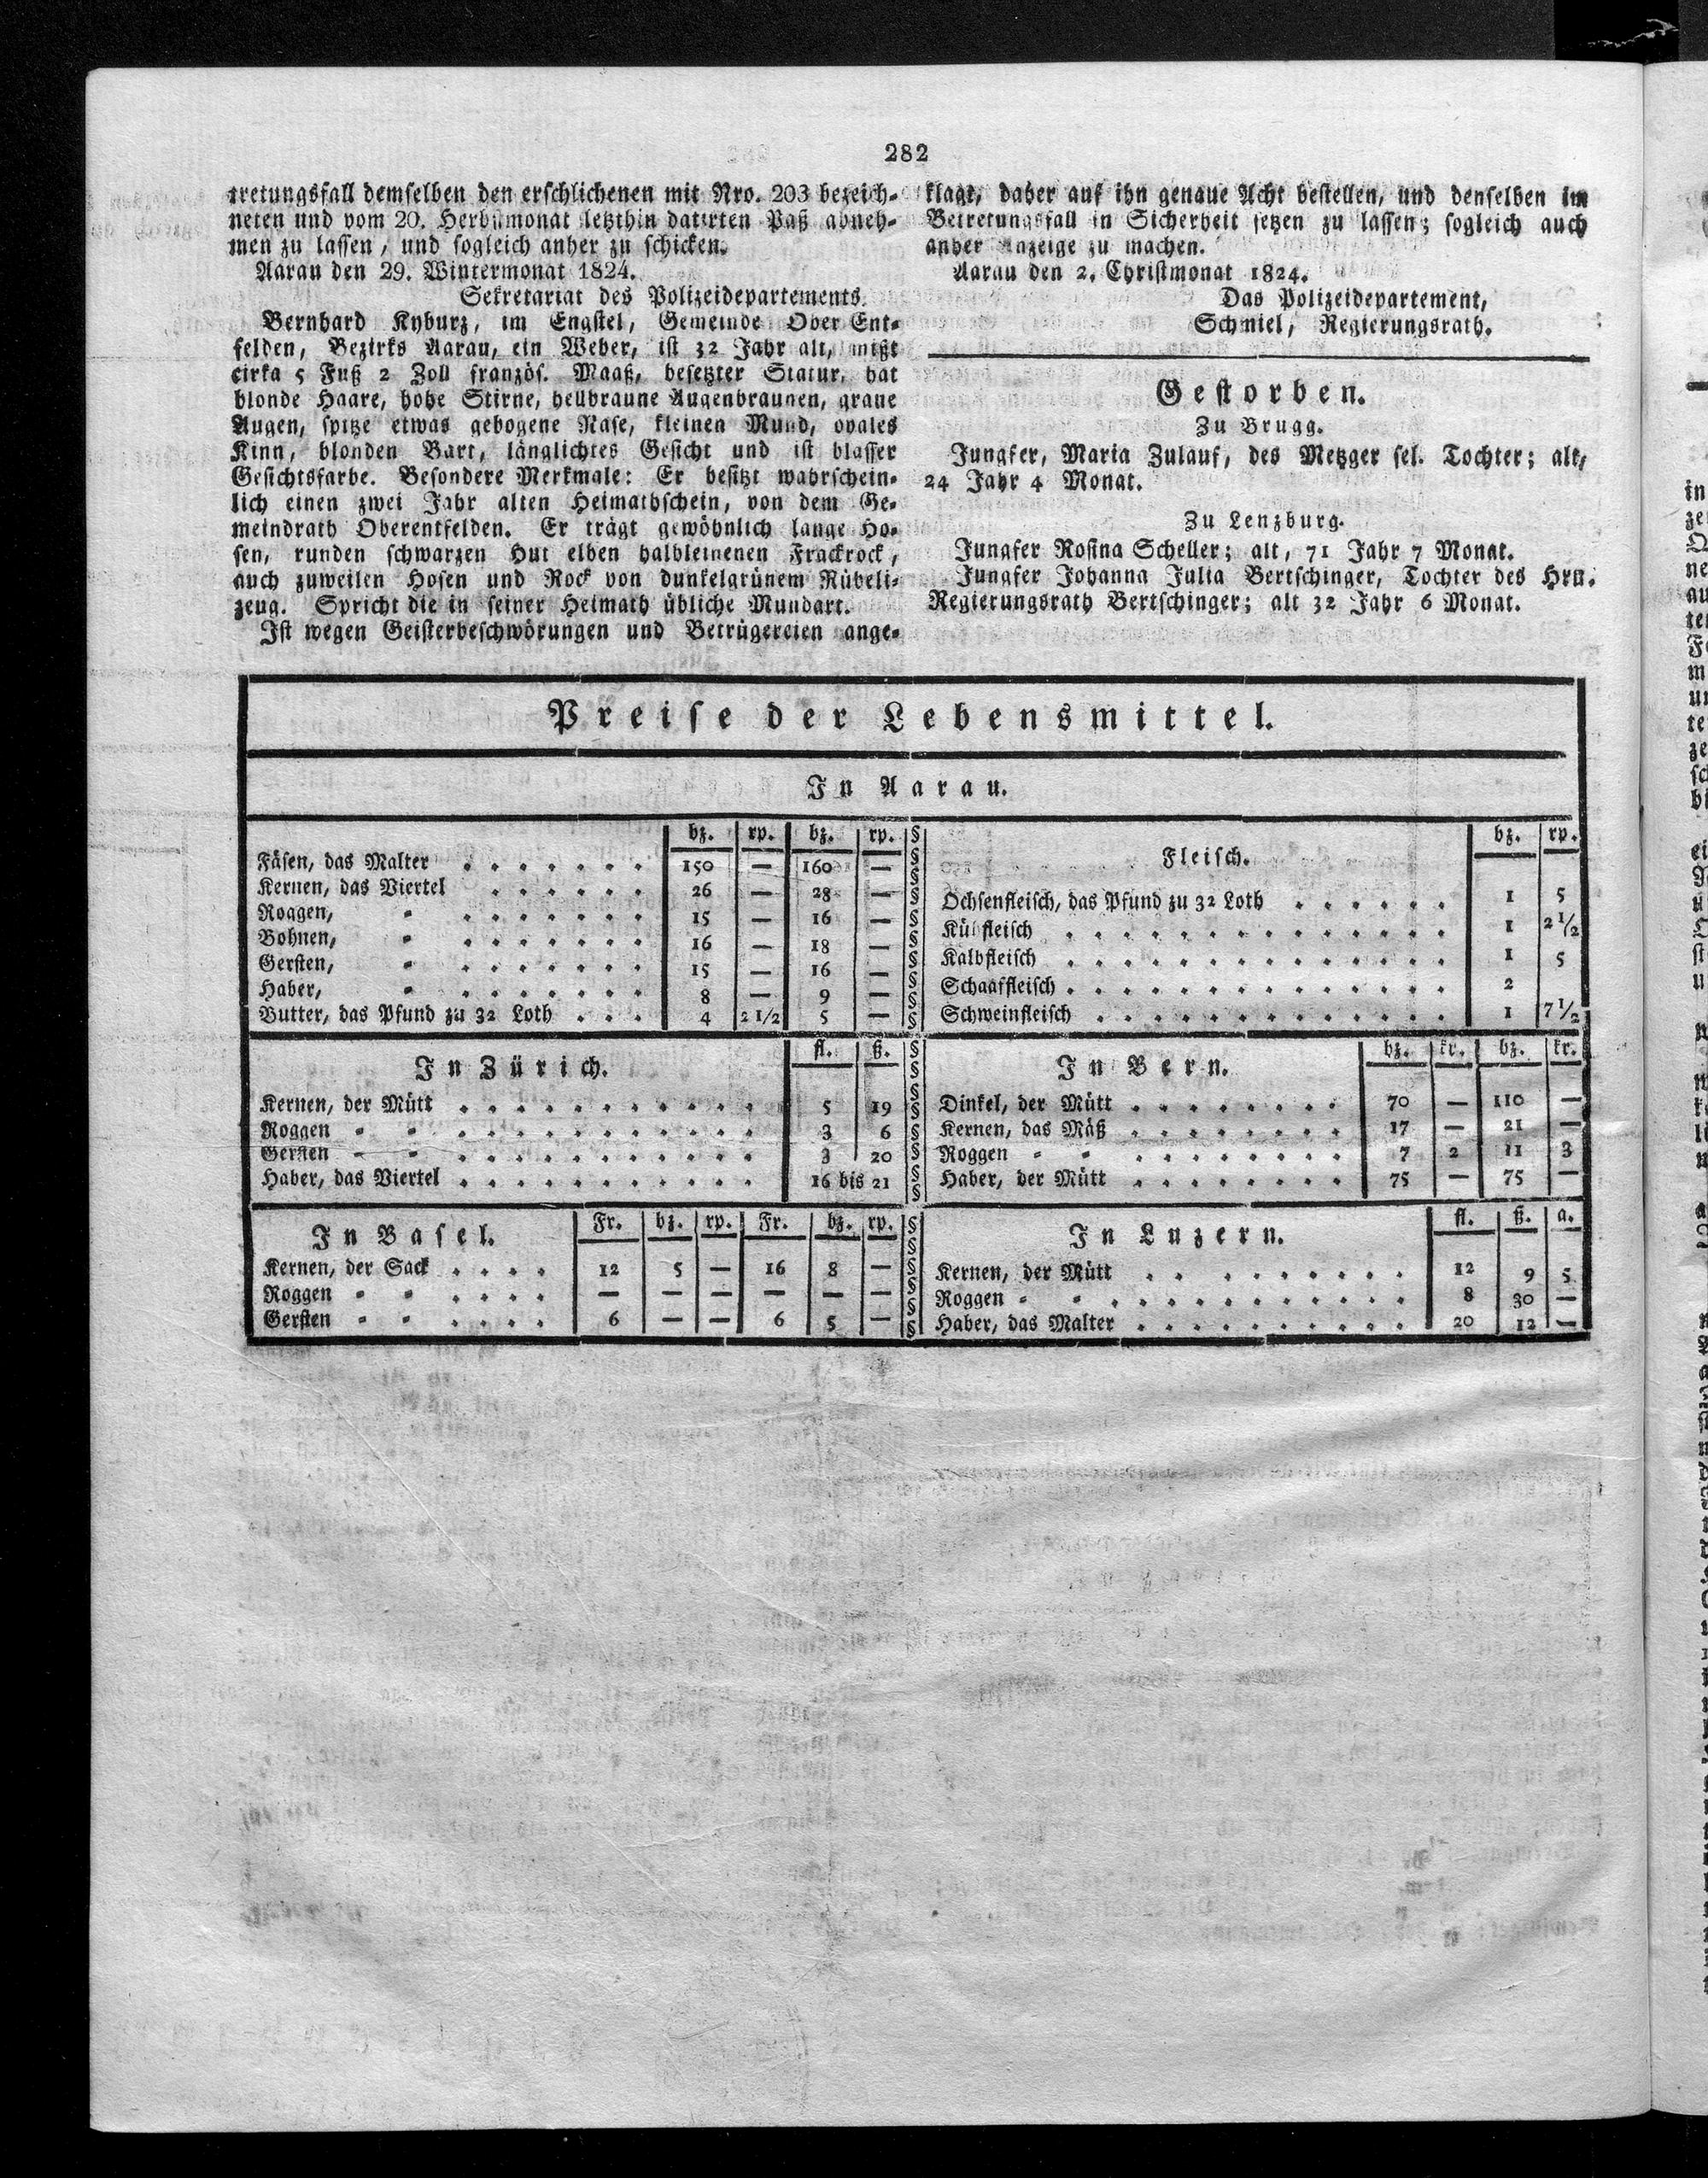 282
tretungsfall demselben den erschlichenen mit Nro. 203 bezeich-
neten und vom 20. Herbstmonat letzthin datirten Paß abneh-
men zu lassen, und sogleich anher zu schicken.
Aarau den 29. Wintermonat 1824.
Sekretariat des Polizeidepartements.
Bernhard Kyburz, im Engstel, Gemeinde Ober Ent-
felden, Bezirks Aarau, ein Weber, ist 32 Jahr alt, mißt
cirka 5 Fuß 2 Zoll französ. Maaß, besetzter Statur, hat
blonde Haare, hohe Stirne, hellbraune Augenbraunen, graue
Augen, spitze etwas gebogene Nase, kleinen Mund, ovales
Kinn, blonden Bart, länglichtes Gesicht und ist blasser
Gesichtsfarbe. Besondere Merkmale: Er besitzt wahrschein-
lich einen zwei Jahr alten Heimathschein, von dem Ge-
meindrath Oberentfelden. Er trägt gewöhnlich lange Ho-
sen, runden schwarzen Hut elben halbleinenen Frackrock,
auch zuweilen Hosen und Rock von dunkelgrünem Rübeli-
zeug. Spricht die in seiner Heimath übliche Mundart.
Ist wegen Geisterbeschwörungen und Betrügereien ange-
klagt, daher auf ihn genaue Acht bestellen, und denselben im
Betretungsfall in Sicherheit setzen zu lassen; sogleich auch
anher Anzeige zu machen.
Aarau den 2. Christmonat 1824.
Das Polizeidepartement,
Schmiel, Regierungsrath.
Gestorben.
Zu Brugg.
Jungfer, Maria Zulauf, des Metzger sel. Tochter; alt,
24 Jahr 4 Monat.
Zu Lenzburg.
Jungfer Rosina Scheller; alt, 71 Jahr 7 Monat.
Jungfer Johanna Julia Bertschinger, Tochter des Hrn.
Regierungsrath Bertschinger; alt 32 Jahr 6 Monat.
Preise der Lebensmittel.
In Aarau.
bz. rp. bz. rp.
Fäsen, das Malter . . . . . . . 150 — 160 —
Kernen, das Viertel . . . . . . 26 — 28 —
Roggen, " . . . . . . . 15 — 16 —
Bohnen, " . . . . . . . 16 — 18 —
Gersten, " . . . . . . . 15 — 16 —
Haber, " . . . . . . . 8 — 9 —
Butter, das Pfund zu 32 Loth . . . 4 2 1/2 5 —
Fleisch. bz. rp.
Ochsenfleisch, das Pfund zu 32 Loth . . . . . . 1 5
Kühfleisch . . . . . . . . . . . . . . 1 2 1/2
Kalbfleisch . . . . . . . . . . . . . . 1 5
Schaaffleisch . . . . . . . . . . . . . . 2
Schweinfleisch . . . . . . . . . . . . . 1 7 1/2
In Zürich. fl. ß.
Kernen, der Mütt . . . . . . . . . . . 5 19
Roggen " " . . . . . . . . . . . 3 6
Gersten " " . . . . . . . . . . . 3 20
Haber, das Viertel . . . . . . . . . . . 16 bis 21
In Bern. bz. kr. bz. kr.
Dinkel, der Mütt . . . . . . . . 70 — 110 —
Kernen, das Mäß . . . . . . . . 17 — 21 —
Roggen " " . . . . . . . . 7 2 11 3
Haber, der Mütt . . . . . . . . 75 — 75 —
In Basel. Fr. bz. rp. Fr. bz. rp.
Kernen, der Sack . . . . 12 5 — 16 8 —
Roggen " " . . . . — — — — — —
Gersten " " . . . . 6 — — 6 5 —
In Luzern. fl. ß. a.
Kernen, der Mütt . . . . . . . . . 12 9 5
Roggen " " . . . . . . . . . . . 8 30 —
Haber, das Malter . . . . . . . . . . 20 12 —